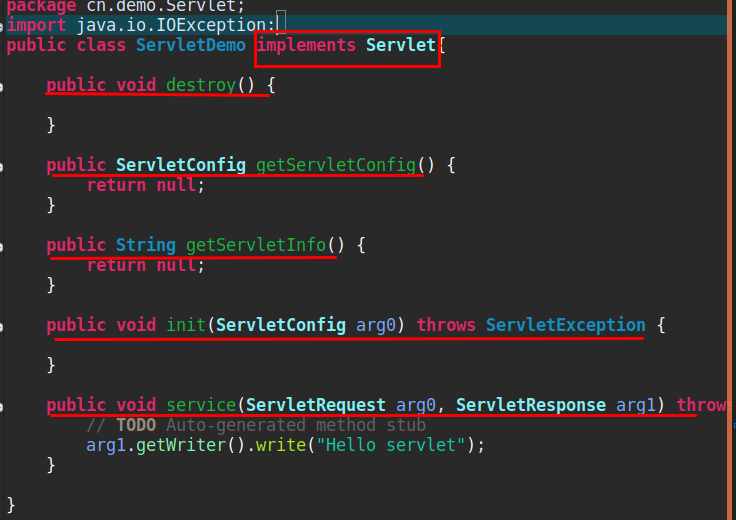 package cn.demo.Servlet;
import java.io.IOException;
public class ServletDemo implements Servlet{
public void destroy() {
}
public ServletConfig getServletConfig() {
return null;
}
public String getServletInfo() {
return null;
}
public void init(ServletConfig arg0) throws ServletException {
}
public void service(ServletRequest arg0, ServletResponse arg1) throw
// TODO Auto-generated method stub
arg1.getWriter().write("Hello servlet");
}
}